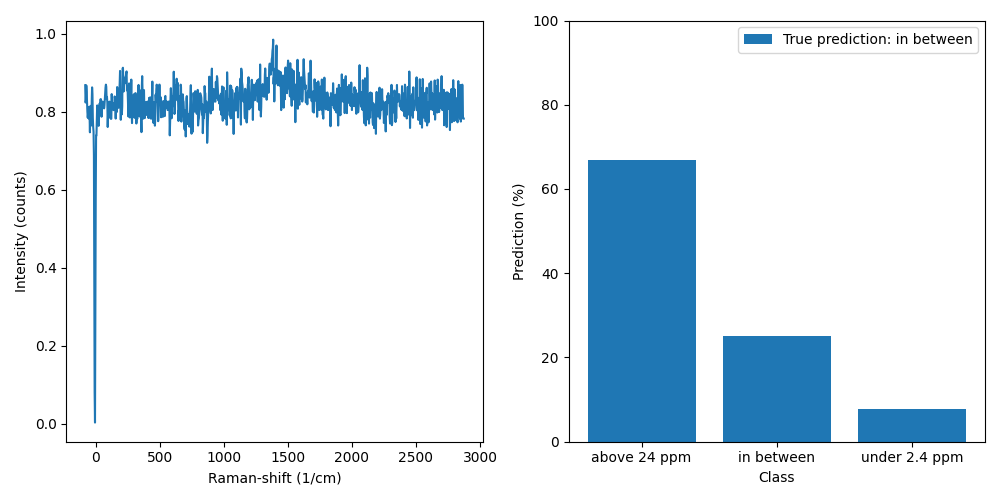 1.0
0.8
0.6
0.4
0.2
0.0
Intensity (counts)
0
500
1000
1500
2000
2500
3000
Raman-shift (1/cm)
100
80
60
40
20
0
Prediction (%)
True prediction: in between
above 24 ppm
in between
under 2.4 ppm
Class